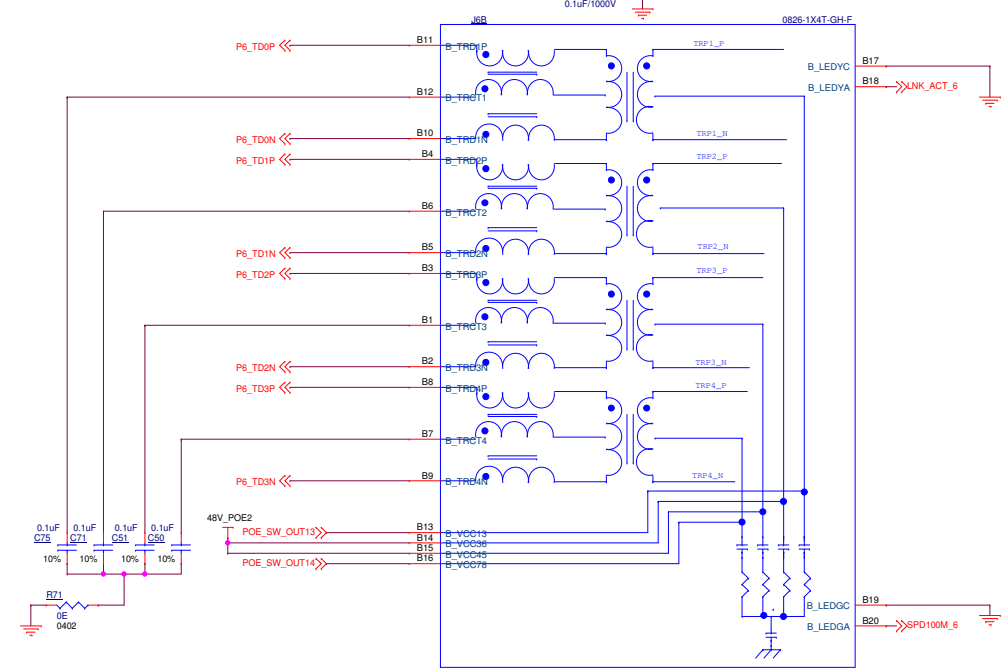 0.1uF/1000V
J6B
0826-1X4T-GH-F
P6_TD0P
B11
B_TRD1P
TRP1_P
B_LEDYC
B17
B_LEDYA
B18
LNK_ACT_6
B12
B_TRCT1
P6_TD0N
B10
B_TRD1N
TRP1_N
P6_TD1P
B4
B_TRD2P
TRP2_P
B6
B_TRCT2
P6_TD1N
B5
B_TRD2N
TRP2_N
P6_TD2P
B3
B_TRD3P
TRP3_P
B1
B_TRCT3
P6_TD2N
B2
B_TRD3N
TRP3_N
P6_TD3P
B8
B_TRD4P
TRP4_P
B7
B_TRCT4
P6_TD3N
B9
B_TRD4N
TRP4_N
48V_POE2
POE_SW_OUT13
B13
B_VCC13
B14
B_VCC36
B15
B_VCC45
POE_SW_OUT14
B16
B_VCC78
0.1uF 0.1uF 0.1uF 0.1uF
C75 C71 C51 C50
10% 10% 10% 10%
R71
0E
0402
B_LEDGC
B19
B_LEDGA
B20
SPD100M_6